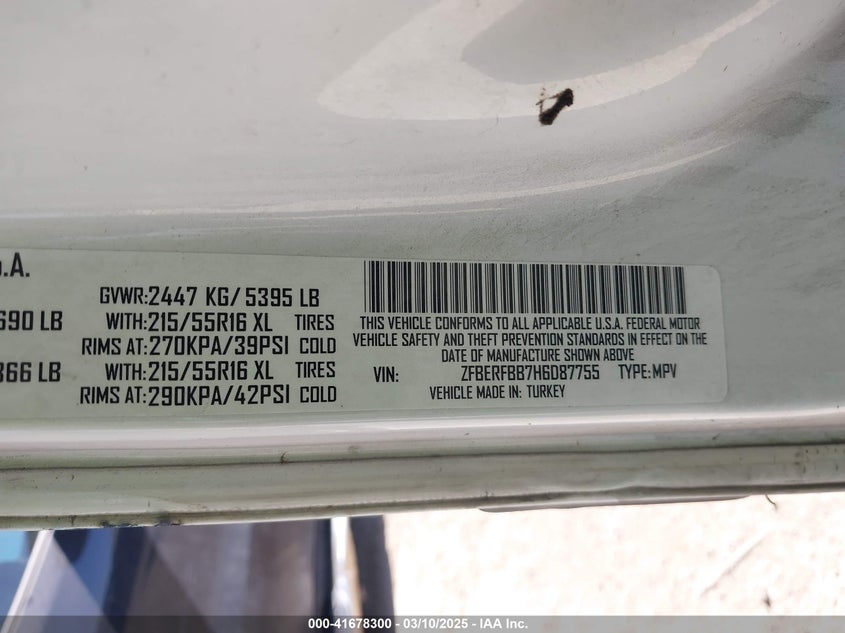 .A.
GVWR:2447 KG/ 5395 LB
690 LB WITH:215/55R16 XL TIRES
RIMS AT:270KPA/39PSI COLD
866 LB WITH:215/55R16 XL TIRES
RIMS AT:290KPA/42PSI COLD
THIS VEHICLE CONFORMS TO ALL APPLICABLE U.S.A. FEDERAL MOTOR
VEHICLE SAFETY AND THEFT PREVENTION STANDARDS IN EFFECT ON THE
DATE OF MANUFACTURE SHOWN ABOVE
VIN: ZFBERFBB7H6D87755 TYPE:MPV
VEHICLE MADE IN: TURKEY
000-41678300 - 03/10/2025 - IAA Inc.